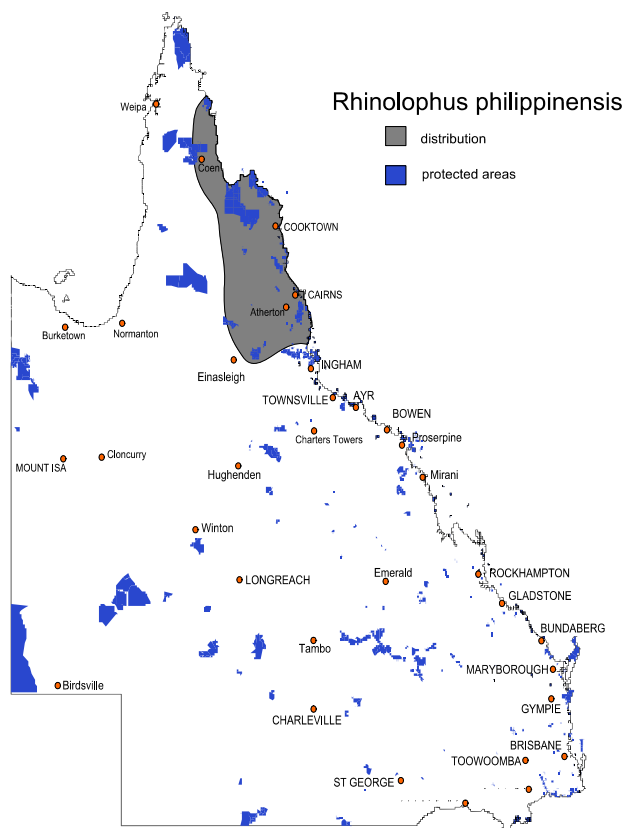 Rhinolophus philippinensis
distribution
protected areas
Weipa
Coen
COOKTOWN
CAIRNS
Atherton
Burketown
Normanton
Einasleigh
INGHAM
TOWNSVILLE
AYR
BOWEN
Charters Towers
Proserpine
MOUNT ISA
Cloncurry
Hughenden
Mirani
Winton
LONGREACH
Emerald
ROCKHAMPTON
GLADSTONE
Tambo
BUNDABERG
MARYBOROUGH
Birdsville
CHARLEVILLE
GYMPIE
BRISBANE
TOOWOOMBA
ST GEORGE